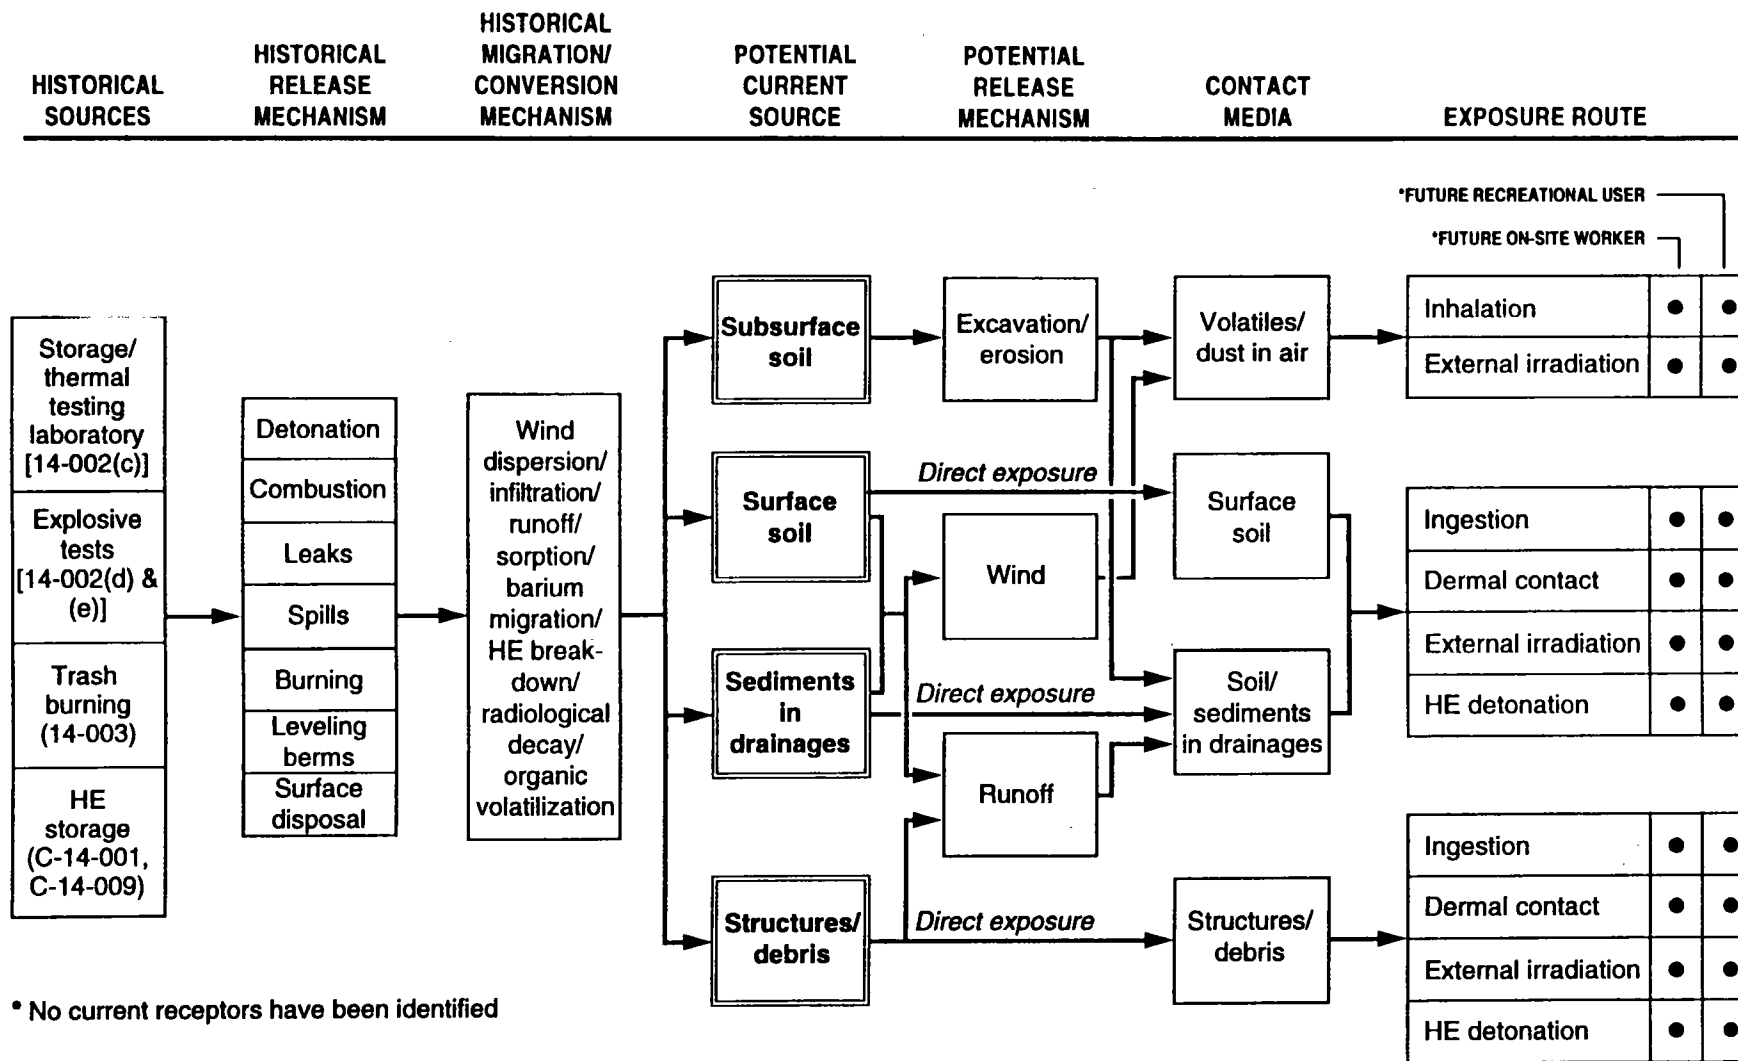 HISTORICAL
SOURCES
HISTORICAL
RELEASE
MECHANISM
HISTORICAL
MIGRATION/
CONVERSION
MECHANISM
POTENTIAL
CURRENT
SOURCE
POTENTIAL
RELEASE
MECHANISM
CONTACT
MEDIA
EXPOSURE ROUTE
*FUTURE RECREATIONAL USER
*FUTURE ON-SITE WORKER
Storage/
thermal
testing
laboratory
[14-002(c)]
Explosive
tests
[14-002(d) &
(e)]
Trash
burning
(14-003)
HE
storage
(C-14-001,
C-14-009)
Detonation
Combustion
Leaks
Spills
Burning
Leveling
berms
Surface
disposal
Wind
dispersion/
infiltration/
runoff/
sorption/
barium
migration/
HE break-
down/
radiological
decay/
organic
volatilization
Subsurface
soil
Surface
soil
Sediments
in
drainages
Structures/
debris
Excavation/
erosion
Direct exposure
Wind
Direct exposure
Runoff
Direct exposure
Volatiles/
dust in air
Surface
soil
Soil/
sediments
in drainages
Structures/
debris
Inhalation
External irradiation
Ingestion
Dermal contact
External irradiation
HE detonation
Ingestion
Dermal contact
External irradiation
HE detonation
* No current receptors have been identified